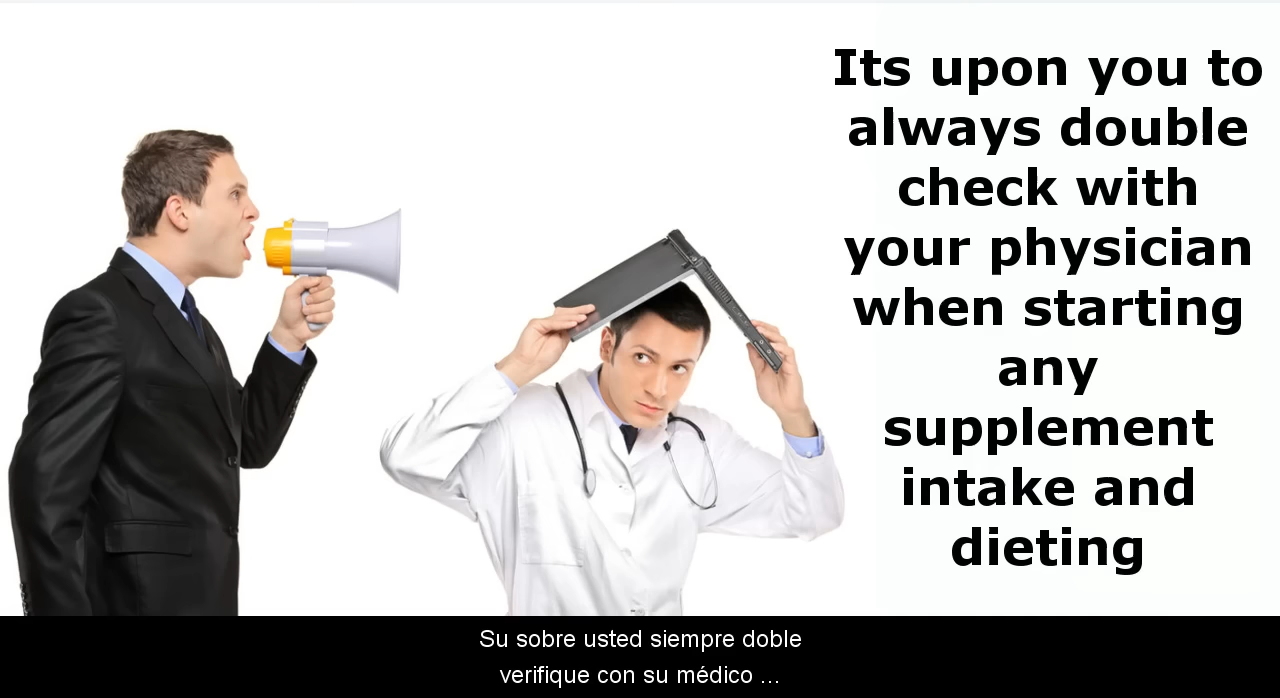 Its upon you to
always double
check with
your physician
when starting
any
supplement
intake and
dieting
Su sobre usted siempre doble
verifique con su médico ...